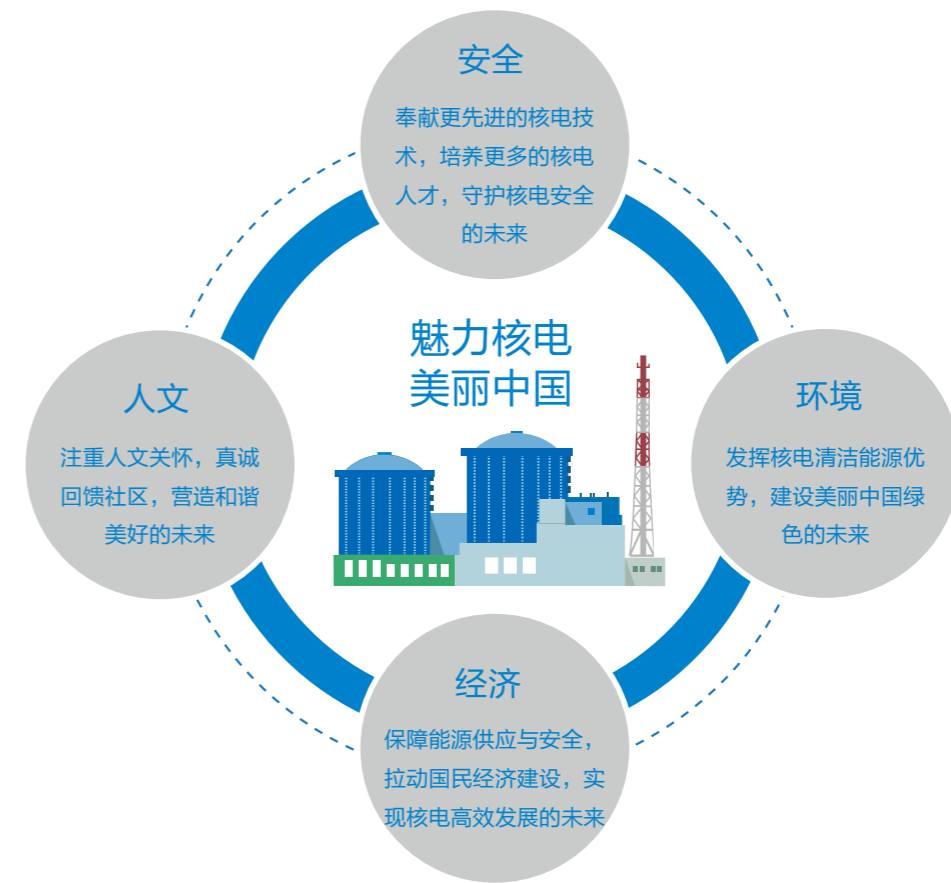 安全
奉献更先进的核电技
术，培养更多的核电
人才，守护核电安全
的未来
魅力核电
美丽中国
人文
注重人文关怀，真诚
回馈社区，营造和谐
美好的未来
环境
发挥核电清洁能源优
势，建设美丽中国绿
色的未来
经济
保障能源供应与安全，
拉动国民经济建设，实
现核电高效发展的未来